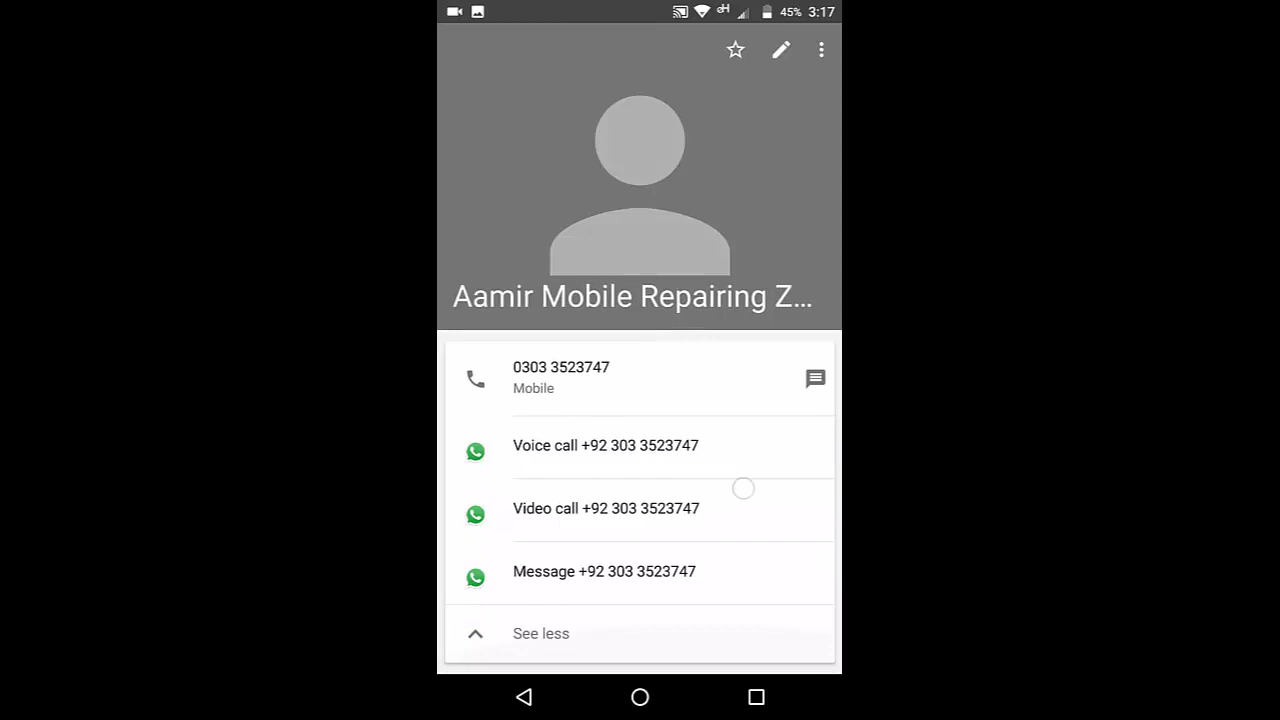 45% 3:17
Aamir Mobile Repairing Z...
0303 3523747
Mobile
Voice call +92 303 3523747
Video call +92 303 3523747
Message +92 303 3523747
See less